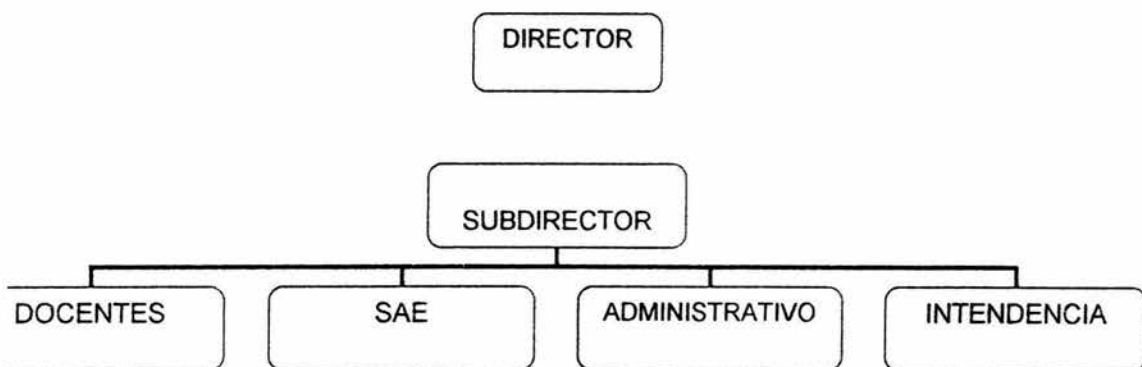 DIRECTOR
SUBDIRECTOR
DOCENTES
SAE
ADMINISTRATIVO
INTENDENCIA